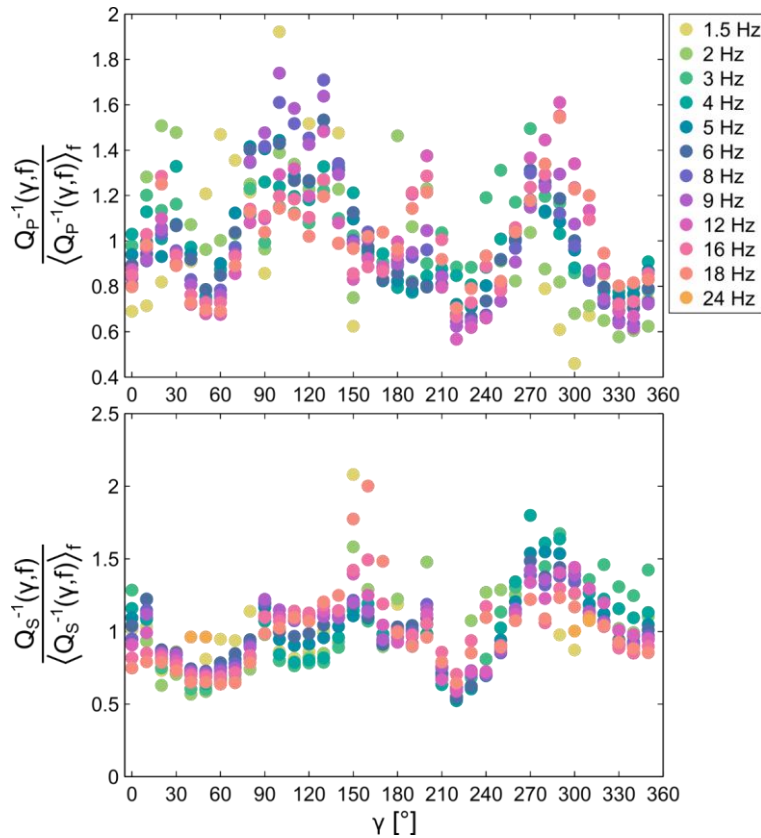 2
1.8
1.6
1.4
1.2
1
0.8
0.6
0.4
Q_P^-1(γ,f)
⟨Q_P^-1(γ,f)⟩_f
0 30 60 90 120 150 180 210 240 270 300 330 360
1.5 Hz
2 Hz
3 Hz
4 Hz
5 Hz
6 Hz
8 Hz
9 Hz
12 Hz
16 Hz
18 Hz
24 Hz
2.5
2
1.5
1
0.5
0
Q_S^-1(γ,f)
⟨Q_S^-1(γ,f)⟩_f
0 30 60 90 120 150 180 210 240 270 300 330 360
γ [°]